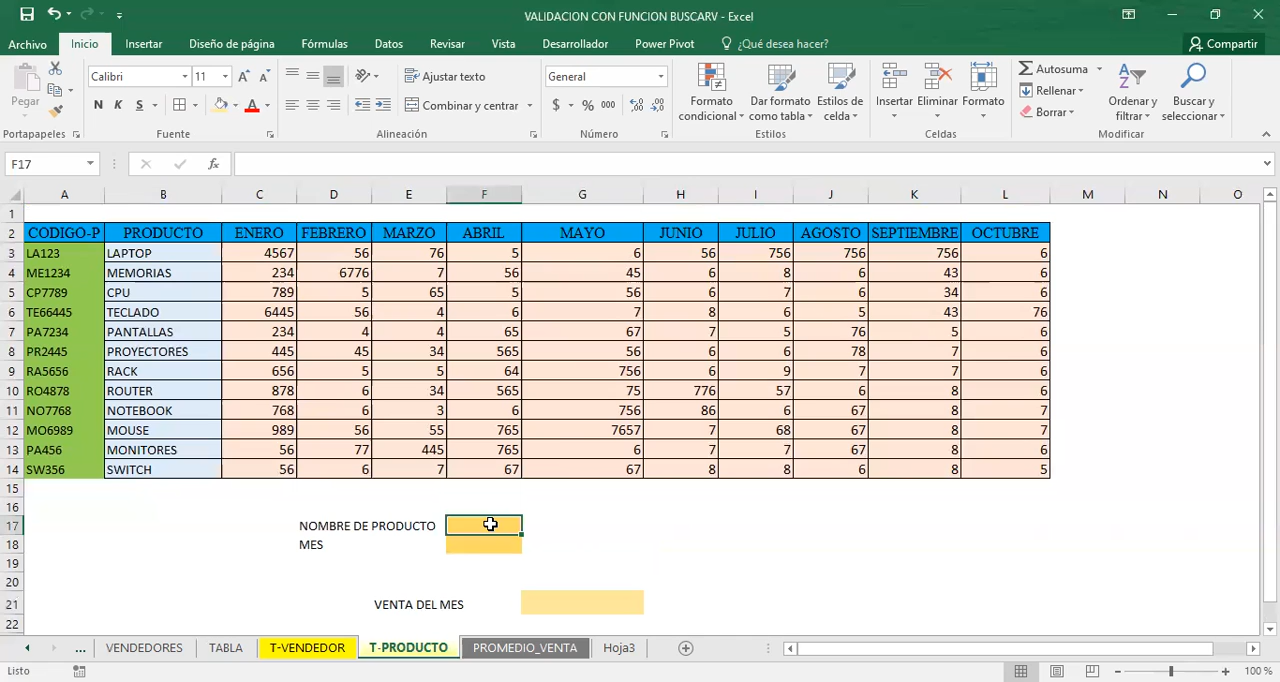 VALIDACION CON FUNCION BUSCARV - Excel
Archivo Inicio Insertar Diseño de página Fórmulas Datos Revisar Vista Desarrollador Power Pivot ¿Qué desea hacer? Compartir
Pegar
Calibri 11
N K S
A A
Ajustar texto
Combinar y centrar
General
$ % 000
Formato condicional
Dar formato como tabla
Estilos de celda
Insertar Eliminar Formato
Autosuma
Rellenar
Borrar
Ordenar y filtrar
Buscar y seleccionar
Portapapeles Fuente Alineación Número Estilos Celdas Modificar
F17 fx
A B C D E F G H I J K L M N O
1
2 CODIGO-P PRODUCTO ENERO FEBRERO MARZO ABRIL MAYO JUNIO JULIO AGOSTO SEPTIEMBRE OCTUBRE
3 LA123 LAPTOP 4567 56 76 5 6 56 756 756 756 6
4 ME1234 MEMORIAS 234 6776 7 56 45 6 8 6 43 6
5 CP7789 CPU 789 5 65 5 56 6 7 6 34 6
6 TE66445 TECLADO 6445 56 4 6 7 8 6 5 43 76
7 PA7234 PANTALLAS 234 4 4 65 67 7 5 76 5 6
8 PR2445 PROYECTORES 445 45 34 565 56 6 6 78 7 6
9 RA5656 RACK 656 5 5 64 756 6 9 7 7 6
10 RO4878 ROUTER 878 6 34 565 75 776 57 6 8 6
11 NO7768 NOTEBOOK 768 6 3 6 756 86 6 67 8 7
12 MO6989 MOUSE 989 56 55 765 7657 7 68 67 8 7
13 PA456 MONITORES 56 77 445 765 6 7 7 67 8 6
14 SW356 SWITCH 56 6 7 67 67 8 8 6 8 5
15
16
17 NOMBRE DE PRODUCTO
18 MES
19
20
21 VENTA DEL MES
22
... VENDEDORES TABLA T-VENDEDOR T-PRODUCTO PROMEDIO_VENTA Hoja3
Listo 100 %